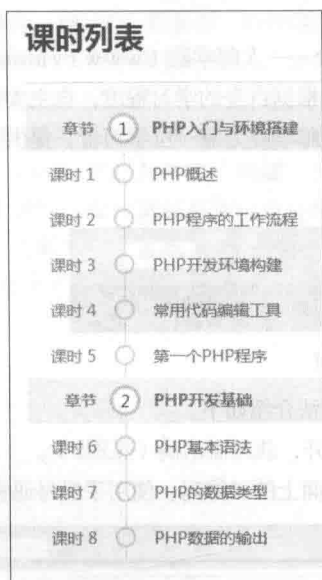 课时列表
章节 1 PHP入门与环境搭建
课时 1 PHP概述
课时 2 PHP程序的工作流程
课时 3 PHP开发环境构建
课时 4 常用代码编辑工具
课时 5 第一个PHP程序
章节 2 PHP开发基础
课时 6 PHP基本语法
课时 7 PHP的数据类型
课时 8 PHP数据的输出